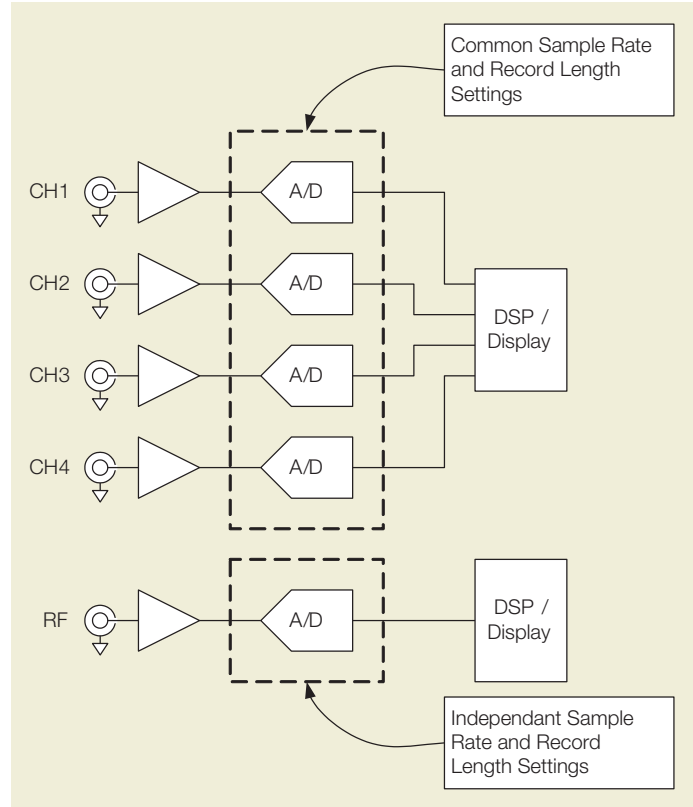 Common Sample Rate
and Record Length
Settings
CH1
A/D
CH2
A/D
DSP /
Display
CH3
A/D
CH4
A/D
RF
A/D
DSP /
Display
Independant Sample
Rate and Record
Length Settings